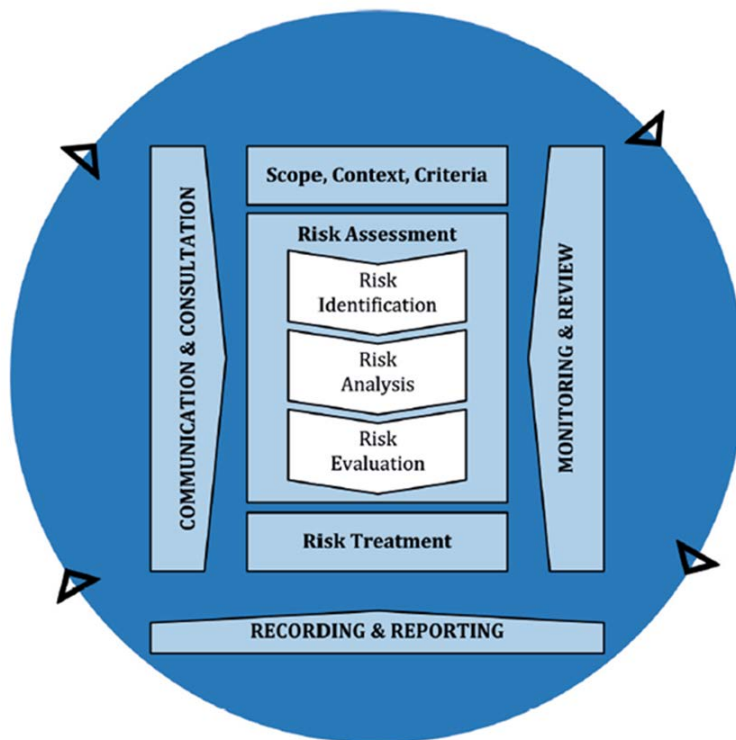 Scope, Context, Criteria
Risk Assessment
Risk
Identification
Risk
Analysis
Risk
Evaluation
Risk Treatment
COMMUNICATION & CONSULTATION
MONITORING & REVIEW
RECORDING & REPORTING